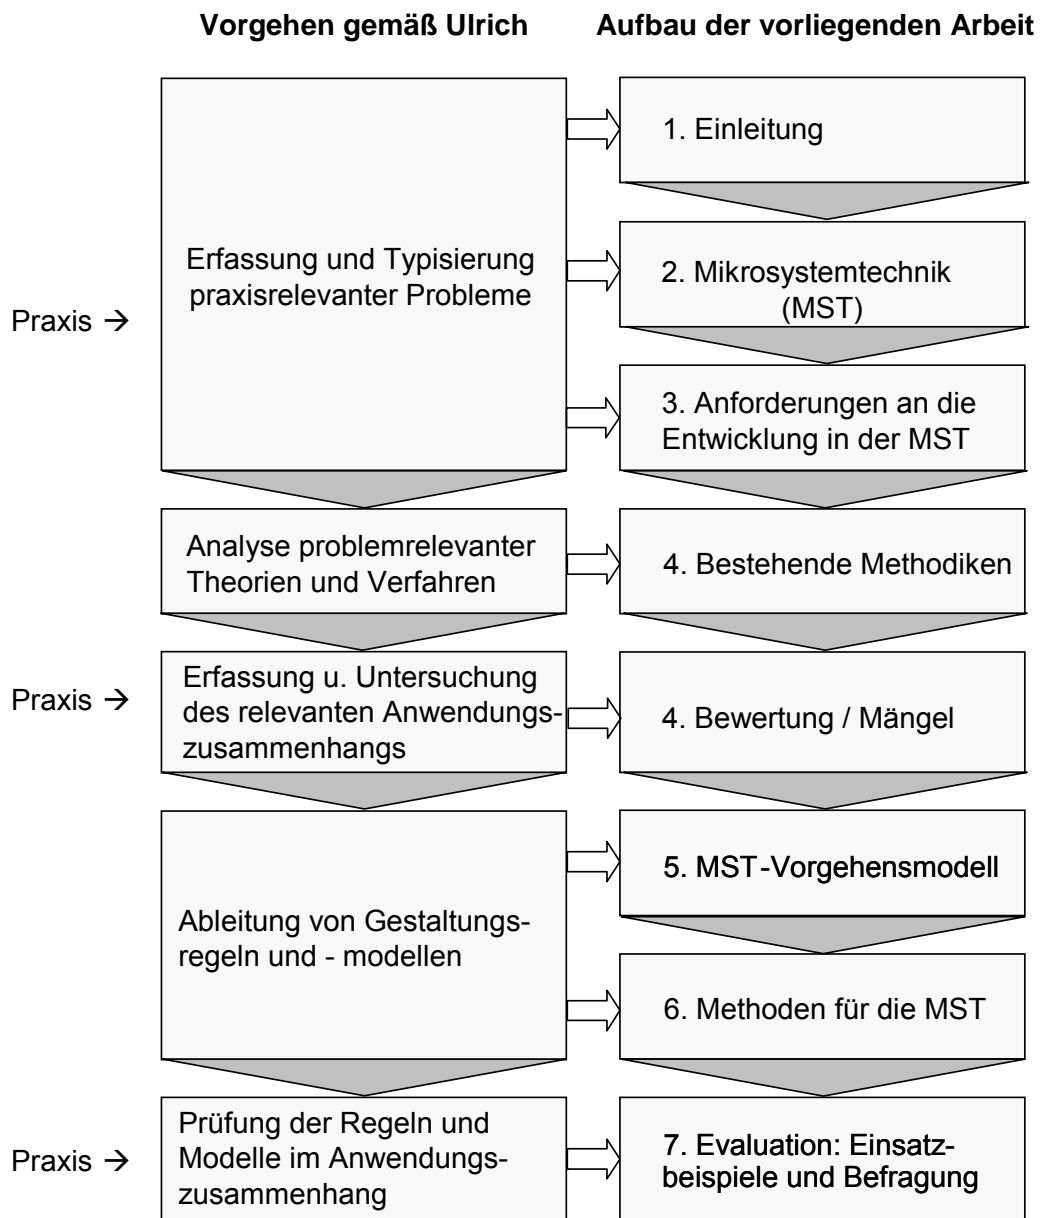 Vorgehen gemäß Ulrich
Aufbau der vorliegenden Arbeit
Praxis →
Erfassung und Typisierung
praxisrelevanter Probleme
1. Einleitung
2. Mikrosystemtechnik
(MST)
3. Anforderungen an die
Entwicklung in der MST
Analyse problemrelevanter
Theorien und Verfahren
4. Bestehende Methodiken
Praxis →
Erfassung u. Untersuchung
des relevanten Anwendungs-
zusammenhangs
4. Bewertung / Mängel
Ableitung von Gestaltungs-
regeln und - modellen
5. MST-Vorgehensmodell
6. Methoden für die MST
Praxis →
Prüfung der Regeln und
Modelle im Anwendungs-
zusammenhang
7. Evaluation: Einsatz-
beispiele und Befragung